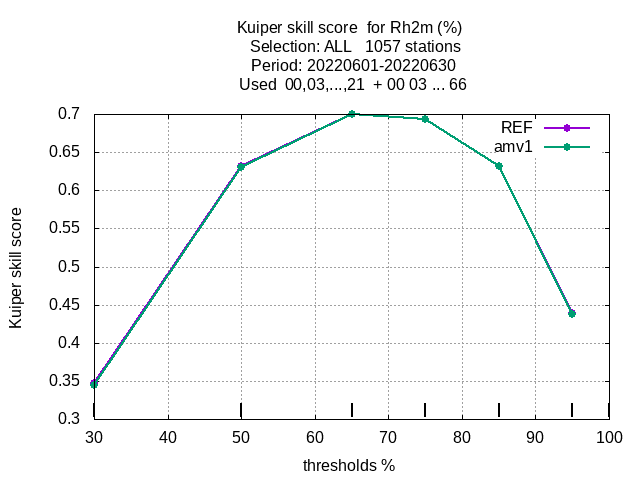 Kuiper skill score  for Rh2m (%)
Selection: ALL   1057 stations
Period: 20220601-20220630
Used  00,03,...,21  + 00 03 ... 66
REF
amv1
0.7
0.65
0.6
0.55
0.5
0.45
0.4
0.35
0.3
Kuiper skill score
30 40 50 60 70 80 90 100
thresholds %